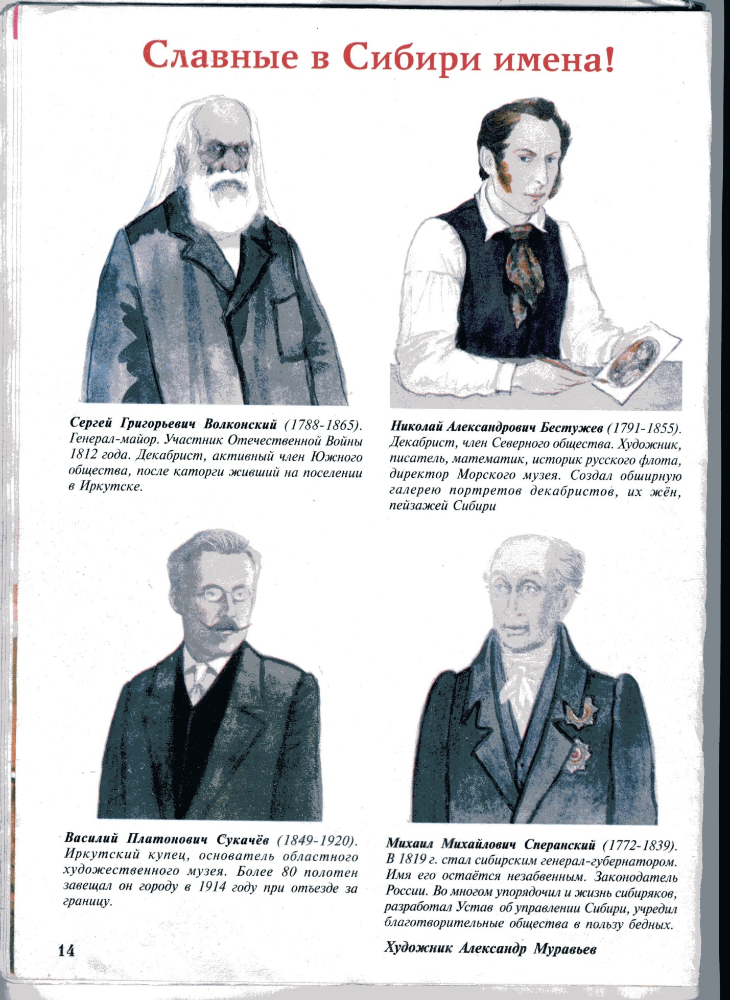 Славные в Сибири имена!
Сергей Григорьевич Волконский (1788-1865).
Генерал-майор. Участник Отечественной Войны
1812 года. Декабрист, активный член Южного
общества, после каторги живший на поселении
в Иркутске.
Николай Александрович Бестужев (1791-1855).
Декабрист, член Северного общества. Художник,
писатель, математик, историк русского флота,
директор Морского музея. Создал обширную
галерею портретов декабристов, их жён,
пейзажей Сибири
Василий Платонович Сукачёв (1849-1920).
Иркутский купец, основатель областного
художественного музея. Более 80 полотен
завещал он городу в 1914 году при отъезде за
границу.
Михаил Михайлович Сперанский (1772-1839).
В 1819 г. стал сибирским генерал-губернатором.
Имя его остаётся незабвенным. Законодатель
России. Во многом упорядочил и жизнь сибиряков,
разработал Устав об управлении Сибири, учредил
благотворительные общества в пользу бедных.
Художник Александр Муравьев
14